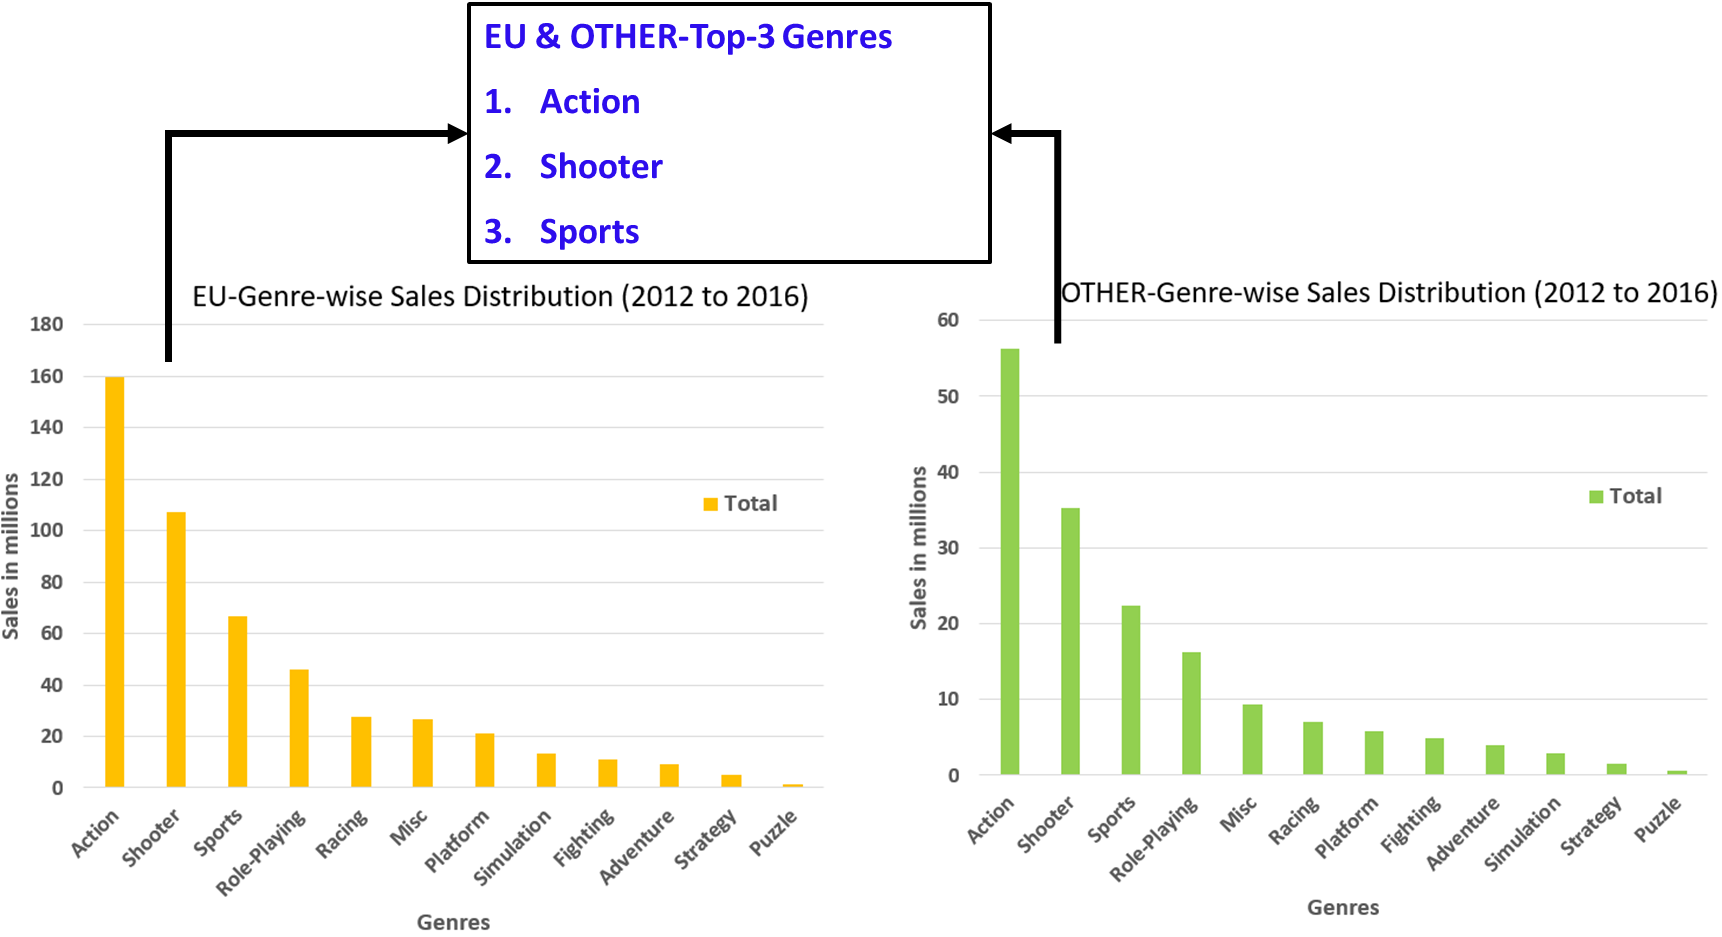 EU & OTHER-Top-3 Genres
1. Action
2. Shooter
3. Sports
EU-Genre-wise Sales Distribution (2012 to 2016)
180
160
140
120
100
80
60
40
20
0
Sales in millions
Total
Action
Shooter
Sports
Role-Playing
Racing
Misc
Platform
Simulation
Fighting
Adventure
Strategy
Puzzle
Genres
OTHER-Genre-wise Sales Distribution (2012 to 2016)
60
50
40
30
20
10
0
Sales in millions
Total
Action
Shooter
Sports
Role-Playing
Misc
Racing
Platform
Fighting
Adventure
Simulation
Strategy
Puzzle
Genres